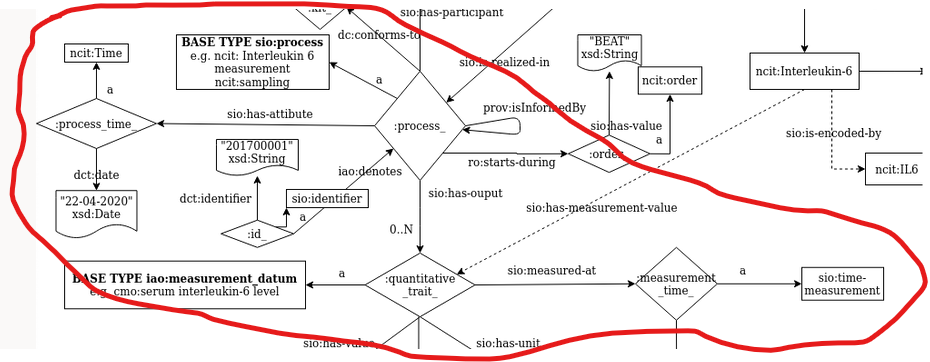 :kit_
sio:has-participant
dc:conforms-to
"BEAT"
xsd:String
BASE TYPE sio:process
e.g. ncit: Interleukin 6
measurement
ncit:sampling
ncit:Time
sio:is-realized-in
ncit:order
ncit:Interleukin-6
a
a
prov:isInformedBy
sio:has-attibute
:process_time_
:process_
sio:has-value
a
sio:is-encoded-by
"201700001"
xsd:String
:order_
ro:starts-during
iao:denotes
ncit:IL6
dct:date
"22-04-2020"
xsd:Date
dct:identifier
sio:identifier
sio:has-ouput
a
:id_
sio:has-measurement-value
0..N
BASE TYPE iao:measurement_datum
e.g. cmo:serum interleukin-6 level
a
:quantitative
_trait_
sio:measured-at
:measurement
_time_
a
sio:time-
measurement
sio:has-value
sio:has-unit